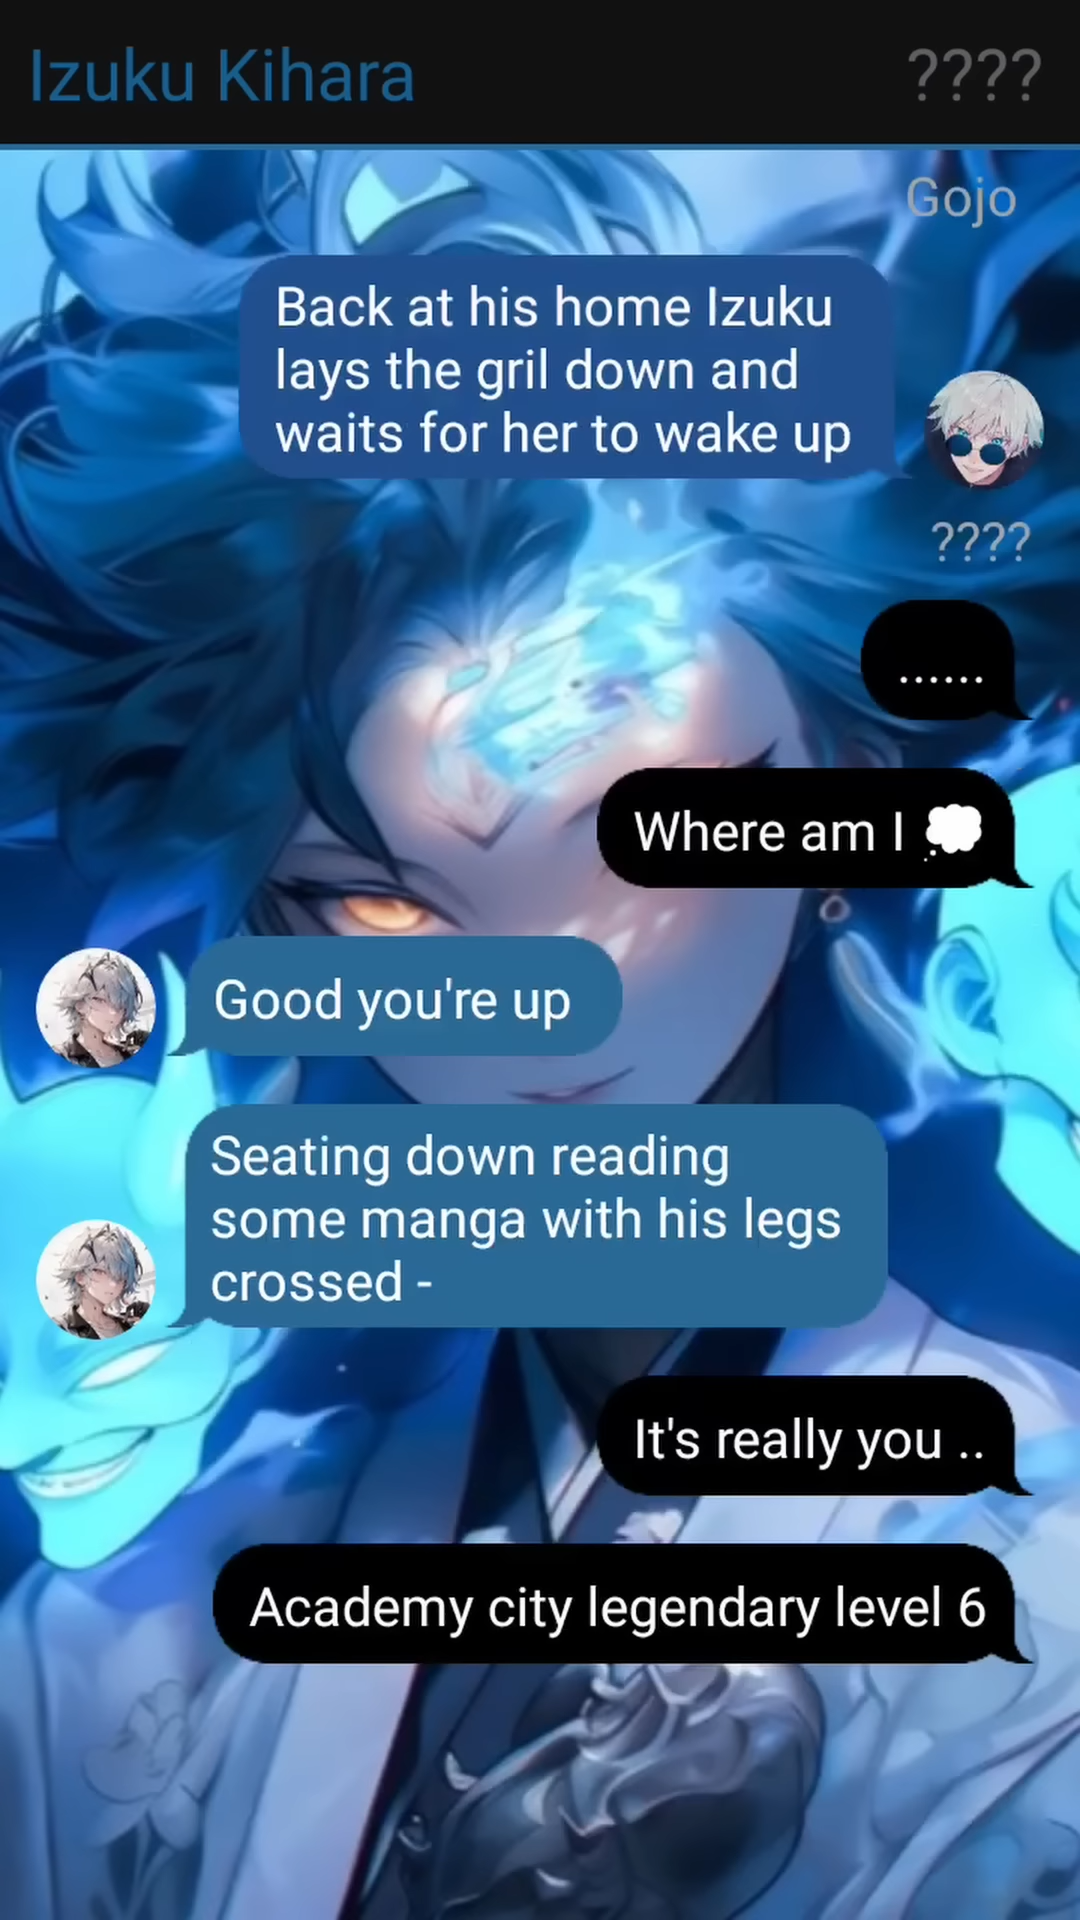 Izuku Kihara
????
Gojo
Back at his home Izuku
lays the gril down and
waits for her to wake up
????
......
Where am I 💭
Good you're up
Seating down reading
some manga with his legs
crossed -
It's really you ..
Academy city legendary level 6